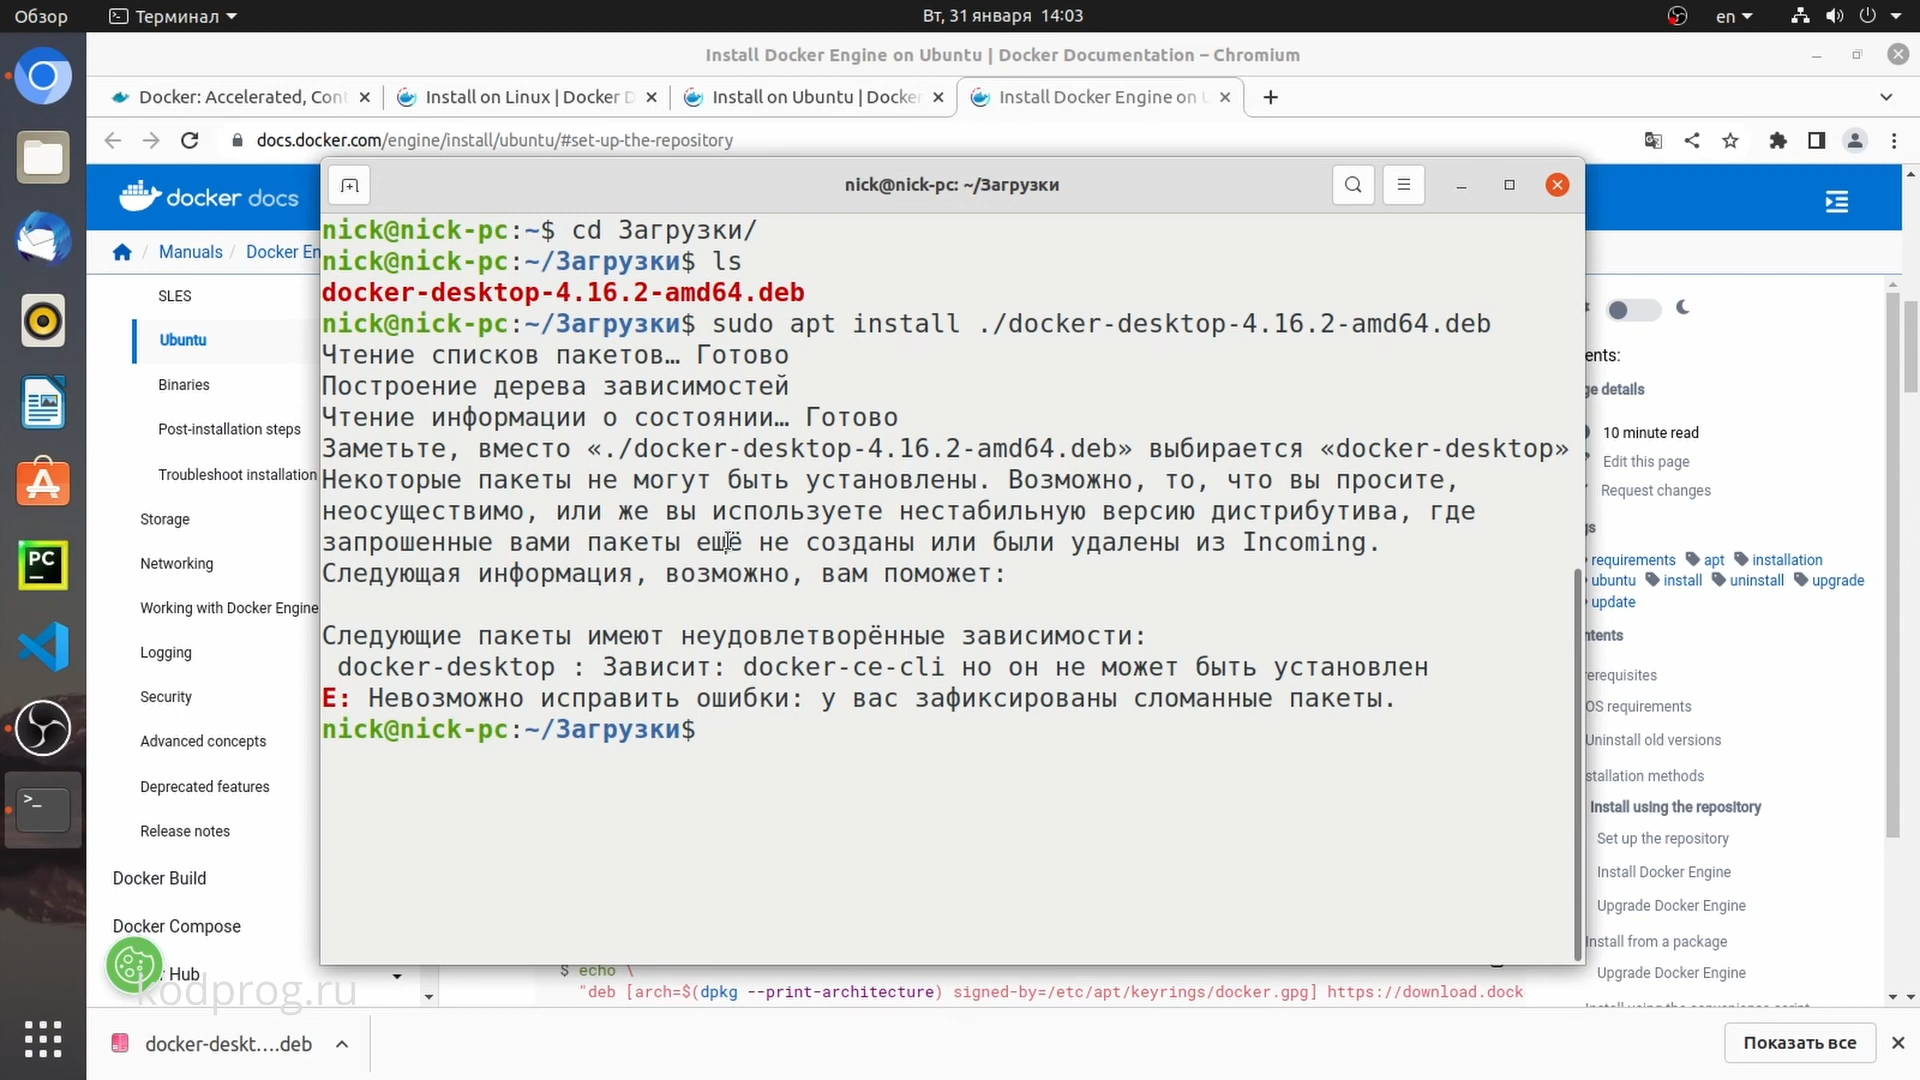 Обзор
Терминал
Вт, 31 января 14:03
en
Install Docker Engine on Ubuntu | Docker Documentation – Chromium
Docker: Accelerated, Cont
Install on Linux | Docker D
Install on Ubuntu | Docker
Install Docker Engine on U
docs.docker.com/engine/install/ubuntu/#set-up-the-repository
docker docs
Manuals / Docker En
SLES
Ubuntu
Binaries
Post-installation steps
Troubleshoot installation
Storage
Networking
Working with Docker Engine
Logging
Security
Advanced concepts
Deprecated features
Release notes
Docker Build
Docker Compose
Hub
nick@nick-pc: ~/Загрузки
nick@nick-pc:~$ cd Загрузки/
nick@nick-pc:~/Загрузки$ ls
docker-desktop-4.16.2-amd64.deb
nick@nick-pc:~/Загрузки$ sudo apt install ./docker-desktop-4.16.2-amd64.deb
Чтение списков пакетов… Готово
Построение дерева зависимостей
Чтение информации о состоянии… Готово
Заметьте, вместо «./docker-desktop-4.16.2-amd64.deb» выбирается «docker-desktop»
Некоторые пакеты не могут быть установлены. Возможно, то, что вы просите,
неосуществимо, или же вы используете нестабильную версию дистрибутива, где
запрошенные вами пакеты ещё не созданы или были удалены из Incoming.
Следующая информация, возможно, вам поможет:
Следующие пакеты имеют неудовлетворённые зависимости:
docker-desktop : Зависит: docker-ce-cli но он не может быть установлен
E: Невозможно исправить ошибки: у вас зафиксированы сломанные пакеты.
nick@nick-pc:~/Загрузки$
ents:
ge details
10 minute read
Edit this page
Request changes
gs
requirements apt installation
ubuntu install uninstall upgrade
update
ntents
rerequisites
OS requirements
Uninstall old versions
stallation methods
Install using the repository
Set up the repository
Install Docker Engine
Upgrade Docker Engine
Install from a package
Upgrade Docker Engine
$ echo \
"deb [arch=$(dpkg --print-architecture) signed-by=/etc/apt/keyrings/docker.gpg] https://download.dock
kodprog.ru
docker-deskt….deb
Показать все
PC